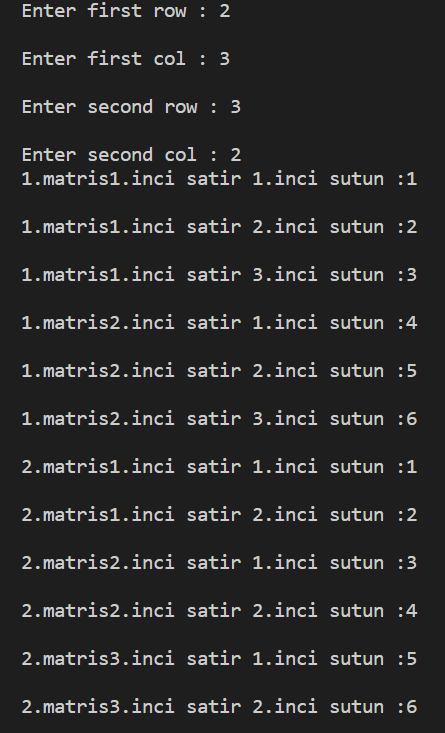 Enter first row : 2
Enter first col : 3
Enter second row : 3
Enter second col : 2
1.matris1.inci satir 1.inci sutun :1
1.matris1.inci satir 2.inci sutun :2
1.matris1.inci satir 3.inci sutun :3
1.matris2.inci satir 1.inci sutun :4
1.matris2.inci satir 2.inci sutun :5
1.matris2.inci satir 3.inci sutun :6
2.matris1.inci satir 1.inci sutun :1
2.matris1.inci satir 2.inci sutun :2
2.matris2.inci satir 1.inci sutun :3
2.matris2.inci satir 2.inci sutun :4
2.matris3.inci satir 1.inci sutun :5
2.matris3.inci satir 2.inci sutun :6